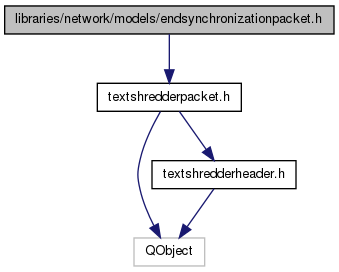 libraries/network/models/endsynchronizationpacket.h
textshredderpacket.h
textshredderheader.h
QObject